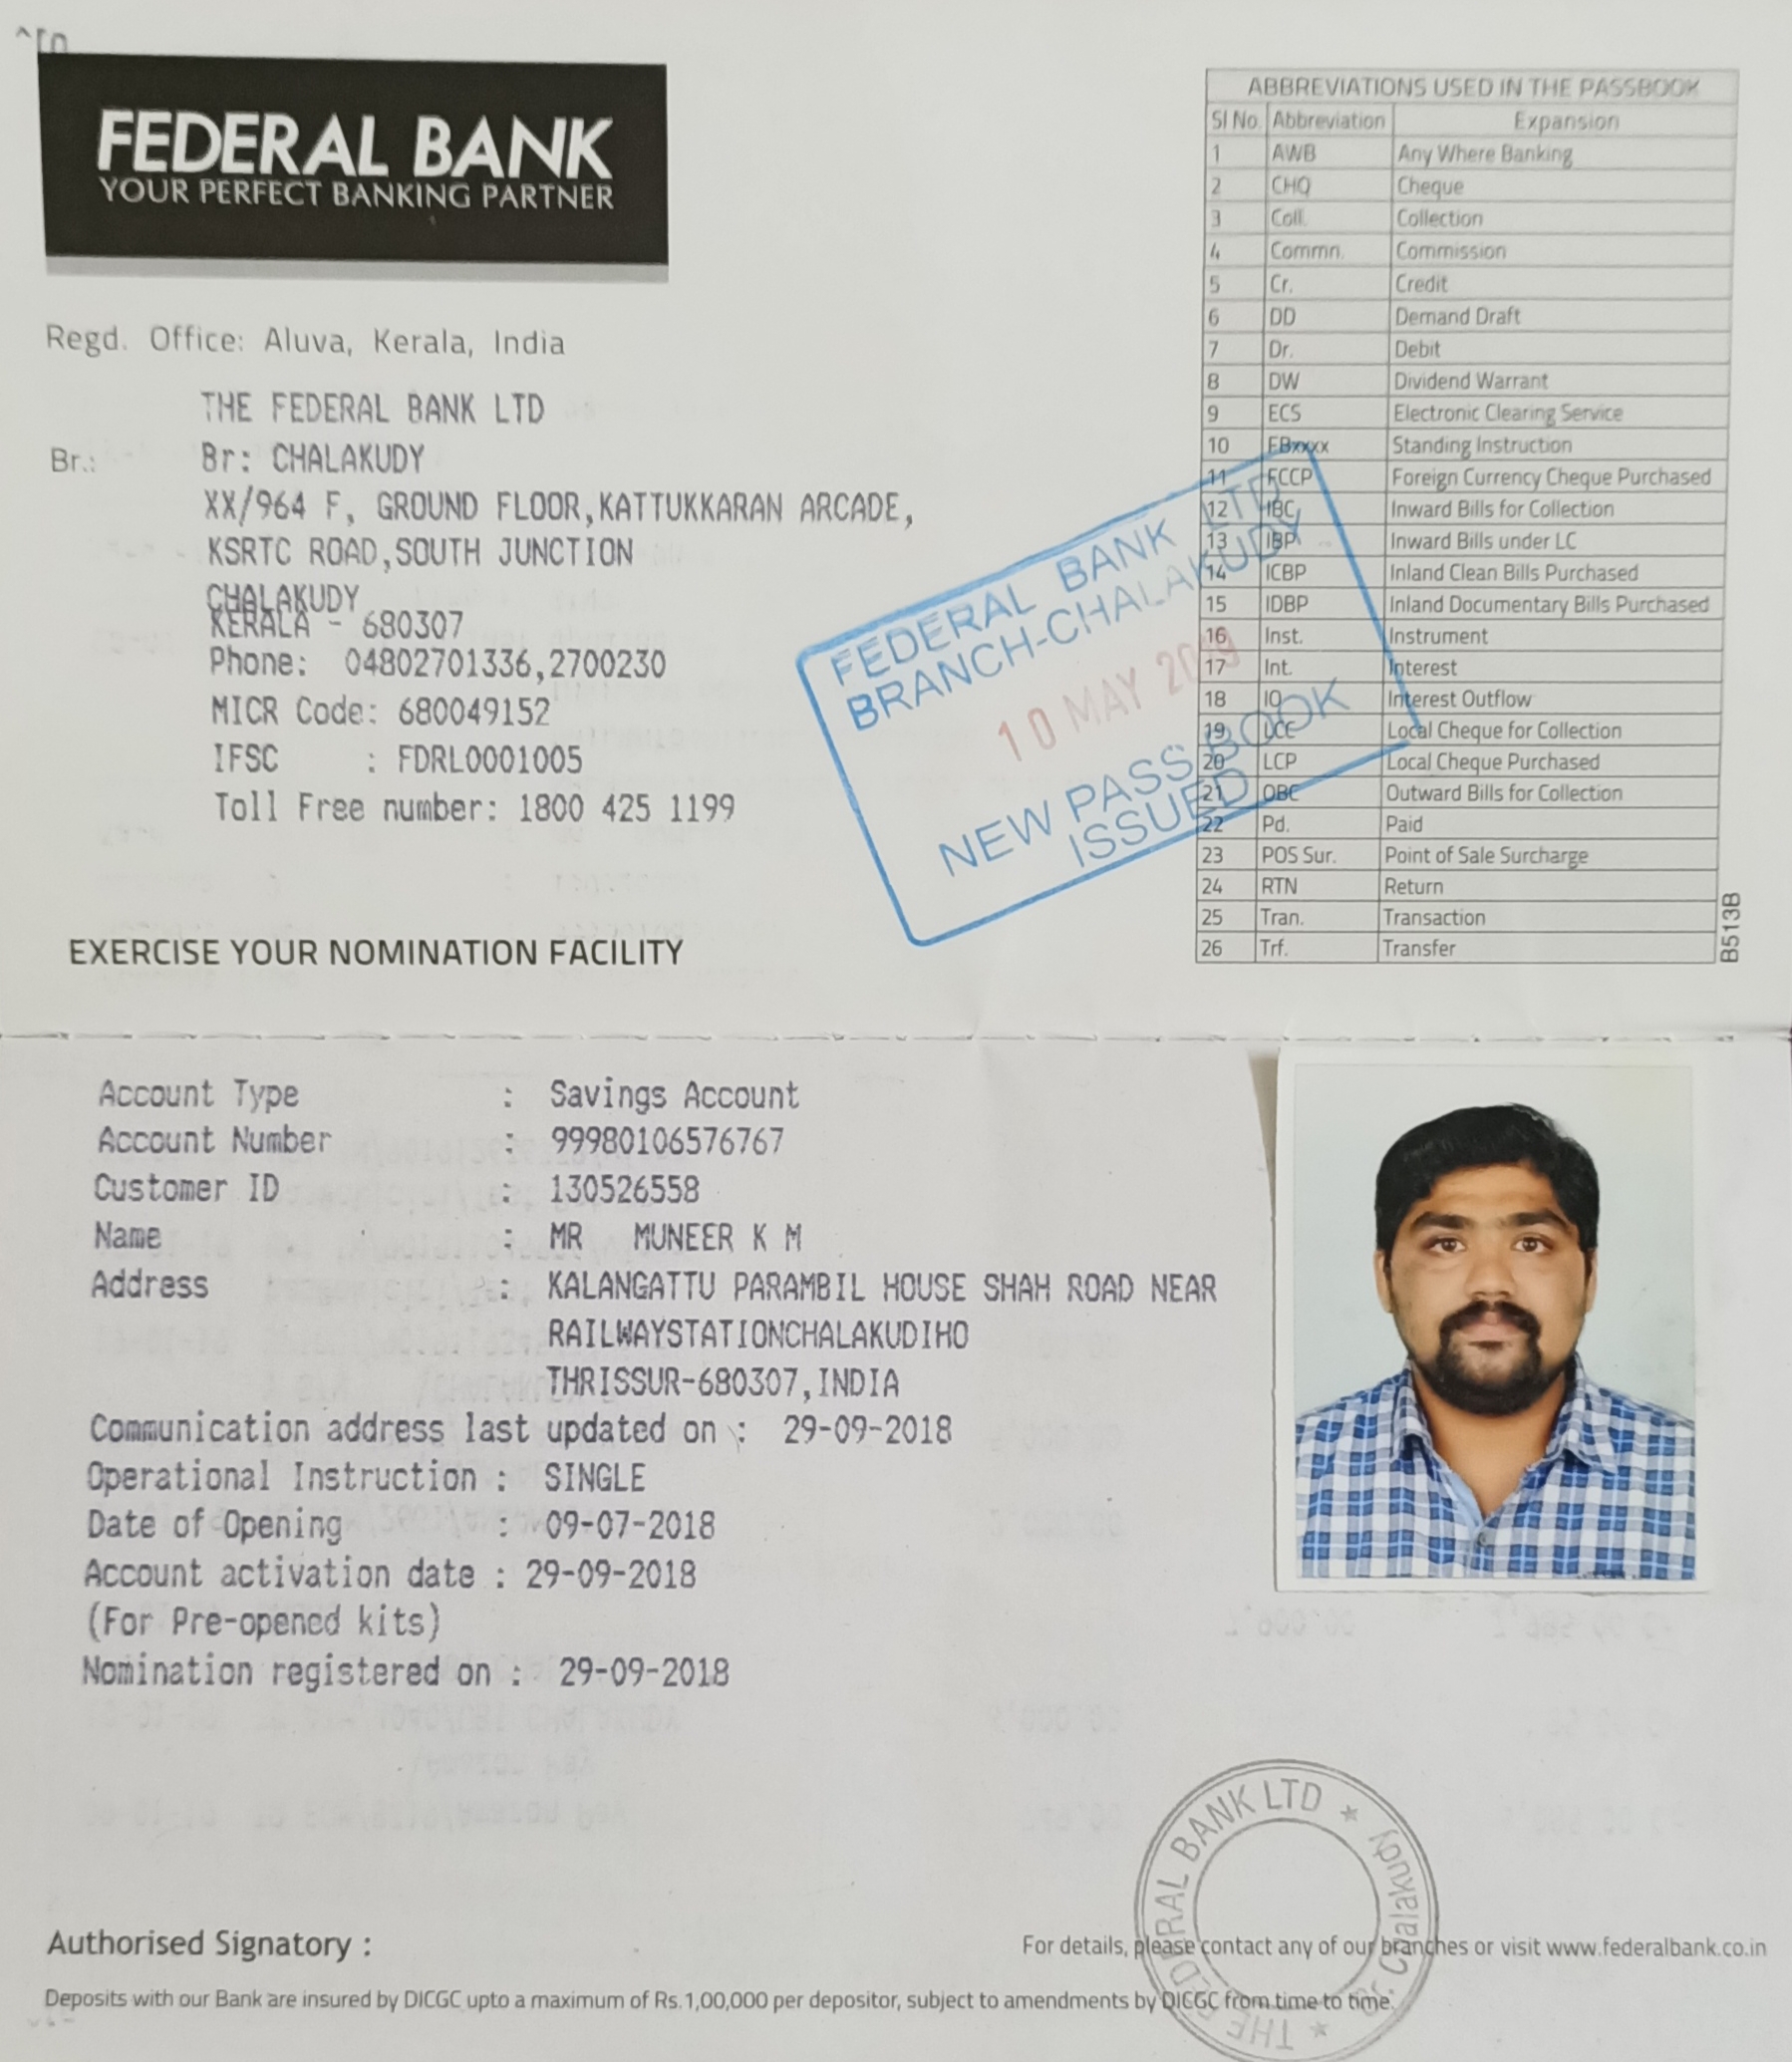 FEDERAL BANK
YOUR PERFECT BANKING PARTNER
Regd. Office: Aluva, Kerala, India
THE FEDERAL BANK LTD
Br.: Br: CHALAKUDY
XX/964 F, GROUND FLOOR,KATTUKKARAN ARCADE,
KSRTC ROAD,SOUTH JUNCTION
CHALAKUDY
KERALA - 680307
Phone: 04802701336,2700230
MICR Code: 680049152
IFSC : FDRL0001005
Toll Free number: 1800 425 1199
EXERCISE YOUR NOMINATION FACILITY
FEDERAL BANK LTD
BRANCH-CHALAKUDY
10 MAY 2019
NEW PASS BOOK
ISSUED
ABBREVIATIONS USED IN THE PASSBOOK
Sl No. Abbreviation Expansion
1 AWB Any Where Banking
2 CHQ Cheque
3 Coll. Collection
4 Commn. Commission
5 Cr. Credit
6 DD Demand Draft
7 Dr. Debit
8 DW Dividend Warrant
9 ECS Electronic Clearing Service
10 FBxxxx Standing Instruction
11 FCCP Foreign Currency Cheque Purchased
12 IBC Inward Bills for Collection
13 IBP Inward Bills under LC
14 ICBP Inland Clean Bills Purchased
15 IDBP Inland Documentary Bills Purchased
16 Inst. Instrument
17 Int. Interest
18 IO Interest Outflow
19 LCC Local Cheque for Collection
20 LCP Local Cheque Purchased
21 OBC Outward Bills for Collection
22 Pd. Paid
23 POS Sur. Point of Sale Surcharge
24 RTN Return
25 Tran. Transaction
26 Trf. Transfer
B513B
Account Type : Savings Account
Account Number : 99980106576767
Customer ID : 130526558
Name : MR MUNEER K M
Address : KALANGATTU PARAMBIL HOUSE SHAH ROAD NEAR
RAILWAYSTATIONCHALAKUDIHO
THRISSUR-680307,INDIA
Communication address last updated on : 29-09-2018
Operational Instruction : SINGLE
Date of Opening : 09-07-2018
Account activation date : 29-09-2018
(For Pre-opened kits)
Nomination registered on : 29-09-2018
THE FEDERAL BANK LTD ★ Br. Chalakudy ★
Authorised Signatory :
For details, please contact any of our branches or visit www.federalbank.co.in
Deposits with our Bank are insured by DICGC upto a maximum of Rs.1,00,000 per depositor, subject to amendments by DICGC from time to time.